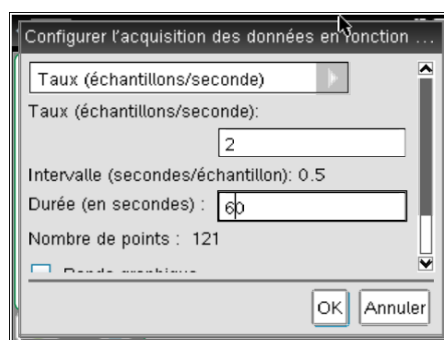 Configurer l'acquisition des données en fonction ...
Taux (échantillons/seconde)
Taux (échantillons/seconde):
2
Intervalle (secondes/échantillon): 0.5
Durée (en secondes) : 60
Nombre de points : 121
OK Annuler